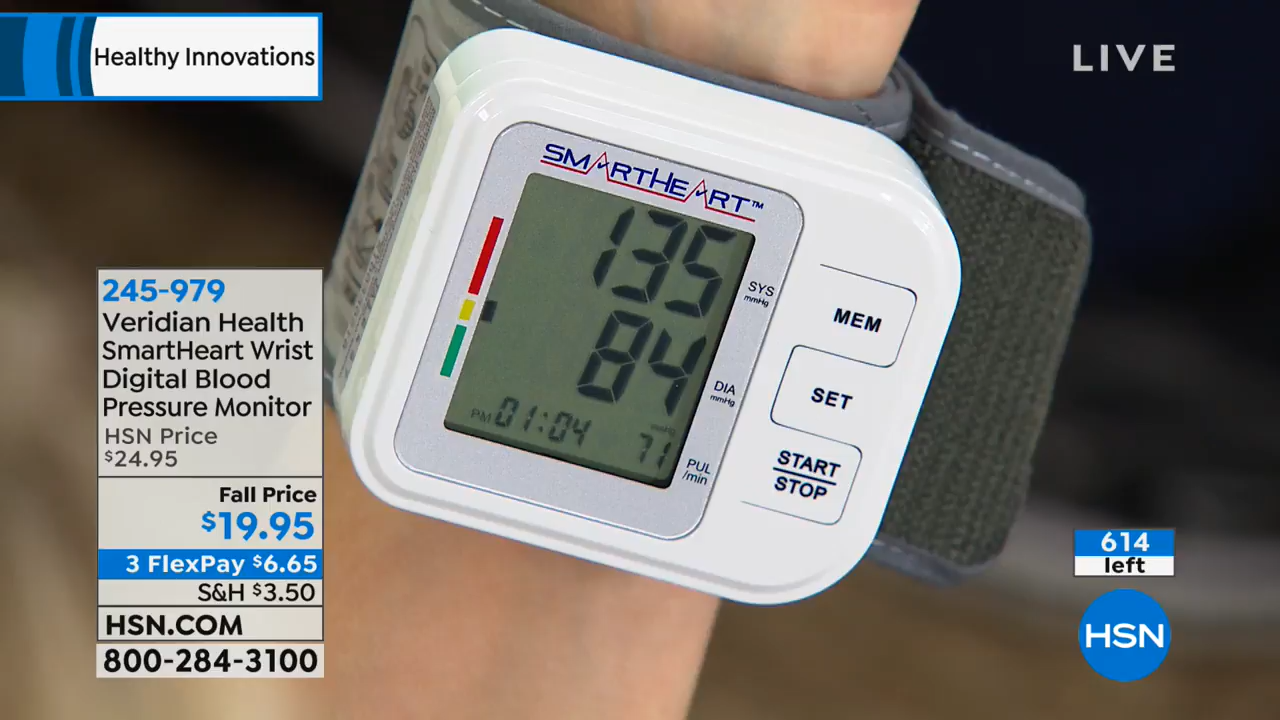 Healthy Innovations
LIVE
SMARTHEART™
135
SYS
mmHg
84
DIA
mmHg
PM 01:04
71
PUL
/min
MEM
SET
START
STOP
245-979
Veridian Health
SmartHeart Wrist
Digital Blood
Pressure Monitor
HSN Price
$24.95
Fall Price
$19.95
3 FlexPay $6.65
S&H $3.50
HSN.COM
800-284-3100
614
left
HSN